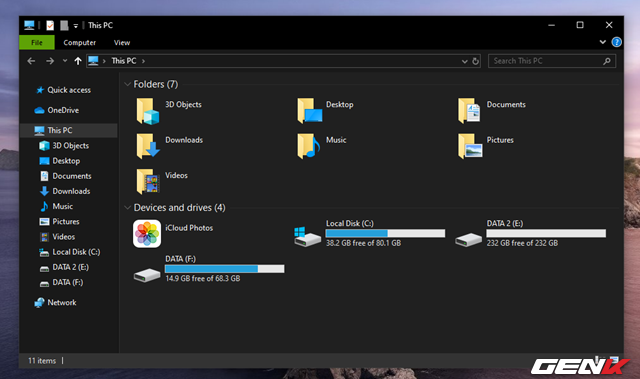 This PC
File Computer View
This PC
Search This PC
Quick access
OneDrive
This PC
3D Objects
Desktop
Documents
Downloads
Music
Pictures
Videos
Local Disk (C:)
DATA 2 (E:)
DATA (F:)
Network
Folders (7)
3D Objects
Desktop
Documents
Downloads
Music
Pictures
Videos
Devices and drives (4)
iCloud Photos
Local Disk (C:)
38.2 GB free of 80.1 GB
DATA 2 (E:)
232 GB free of 232 GB
DATA (F:)
14.9 GB free of 68.3 GB
11 items
GENK